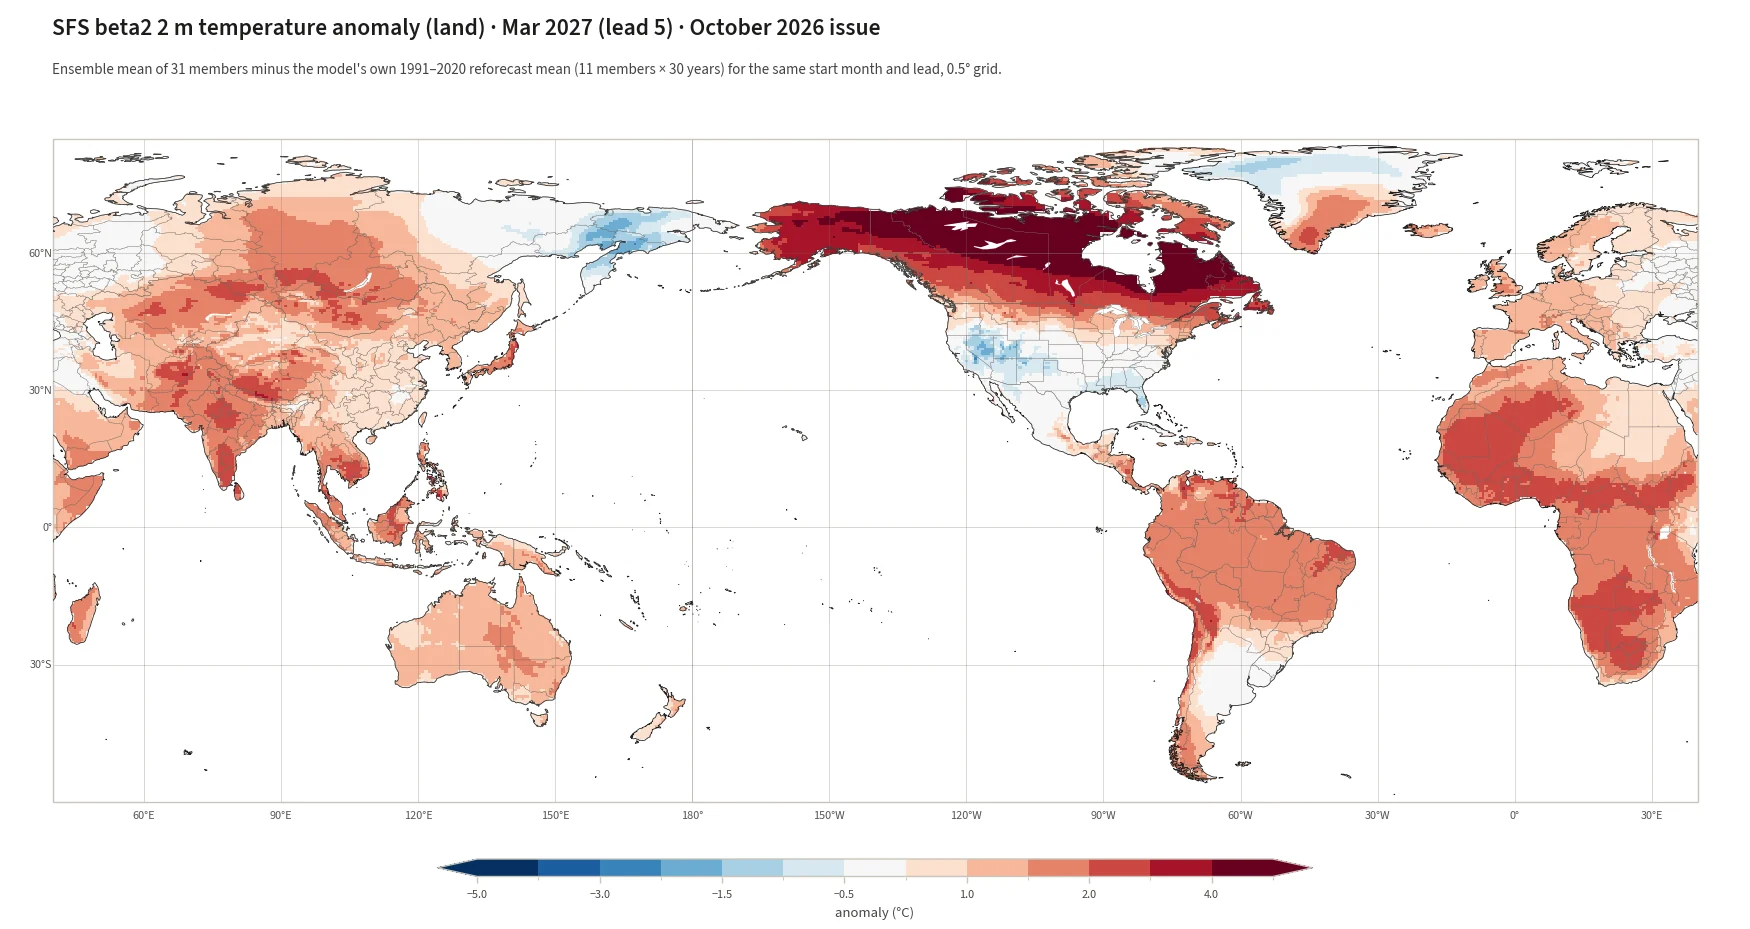 SFS beta2 2 m temperature anomaly (land) · Mar 2027 (lead 5) · October 2026 issue
Ensemble mean of 31 members minus the model's own 1991–2020 reforecast mean (11 members × 30 years) for the same start month and lead, 0.5° grid.
60°N
30°N
0°
30°S
60°E 90°E 120°E 150°E 180° 150°W 120°W 90°W 60°W 30°W 0° 30°E
−5.0 −3.0 −1.5 −0.5 1.0 2.0 4.0
anomaly (°C)